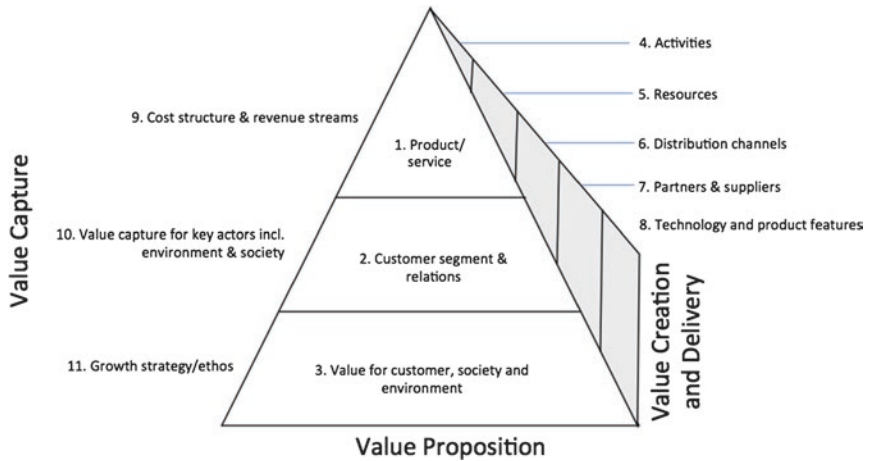 4. Activities
5. Resources
9. Cost structure & revenue streams
6. Distribution channels
1. Product/
service
7. Partners & suppliers
8. Technology and product features
Value Capture
10. Value capture for key actors incl.
environment & society
2. Customer segment &
relations
Value Creation
and Delivery
11. Growth strategy/ethos
3. Value for customer, society and
environment
Value Proposition